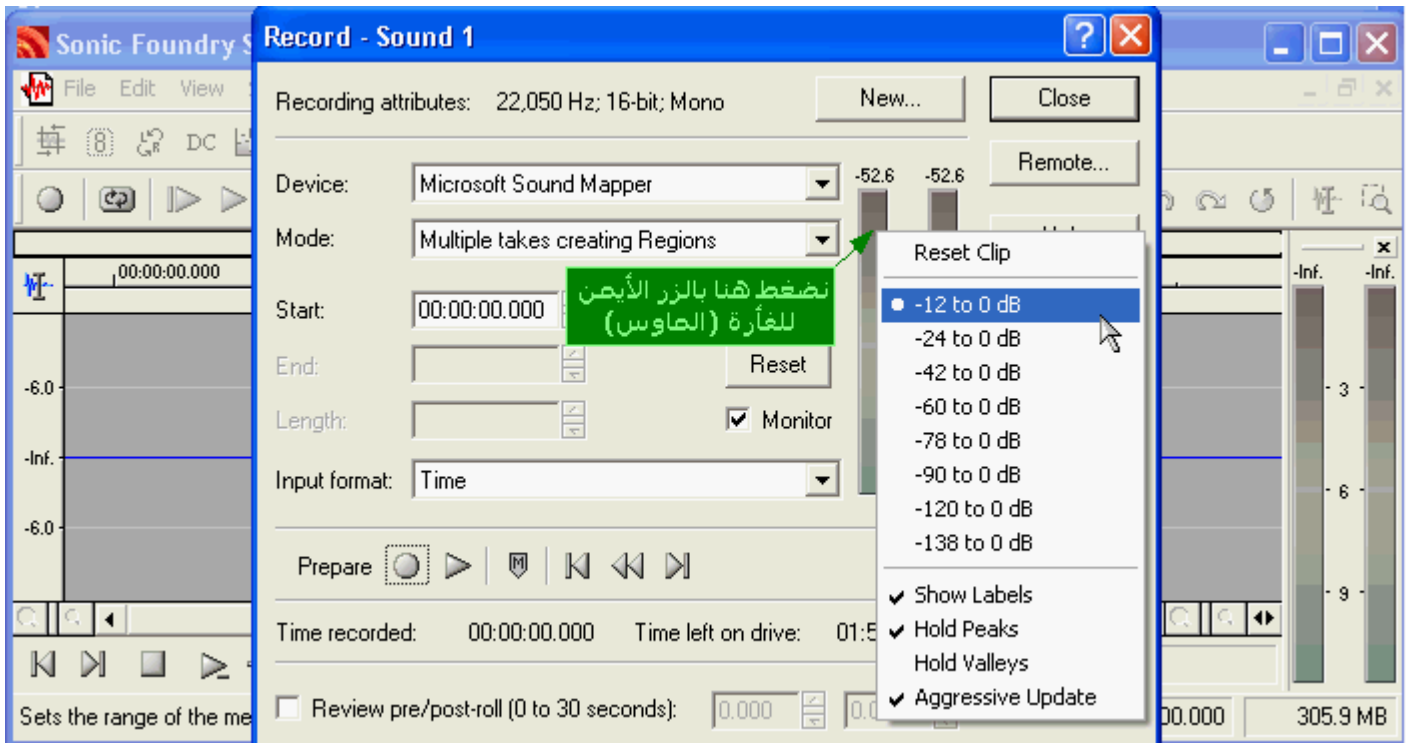 Sonic Foundry S
Record - Sound 1
File Edit View
Recording attributes: 22,050 Hz; 16-bit; Mono
New...
Close
DC
Remote...
Device: Microsoft Sound Mapper
-52.6 -52.6
Mode: Multiple takes creating Regions
Reset Clip
00:00:00.000
-Inf. -Inf.
نضغط هنا بالزر الأيمن
للفأرة (الماوس)
Start: 00:00:00.000
-12 to 0 dB
-24 to 0 dB
End:
Reset
-42 to 0 dB
-6.0
3
-60 to 0 dB
Length:
Monitor
-78 to 0 dB
-Inf.
Input format: Time
-90 to 0 dB
6
-120 to 0 dB
-6.0
-138 to 0 dB
Prepare
M
Show Labels
9
Time recorded: 00:00:00.000 Time left on drive: 01:5
Hold Peaks
Hold Valleys
Aggressive Update
Sets the range of the me
Review pre/post-roll (0 to 30 seconds): 0.000 0.0
00.000
305.9 MB